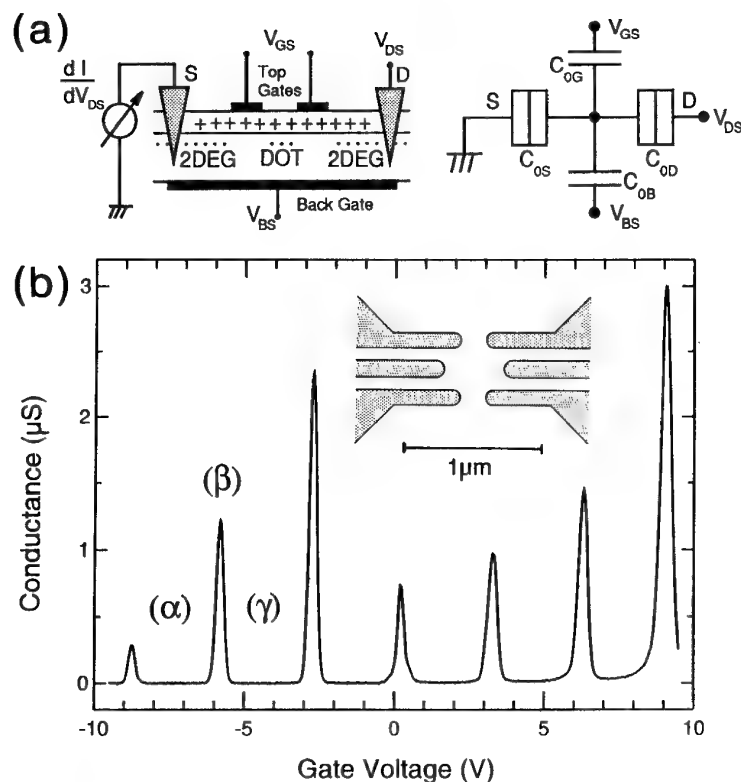 (a)
dI
dV_DS
S
V_GS
Top
Gates
V_DS
D
+ + + + + + + + + + + +
2DEG DOT 2DEG
V_BS
Back Gate
V_GS
C_0G
S
D
V_DS
C_0S
C_0D
C_0B
V_BS
(b)
Conductance (μS)
3
2
1
0
(α)
(β)
(γ)
1μm
-10 -5 0 5 10
Gate Voltage (V)